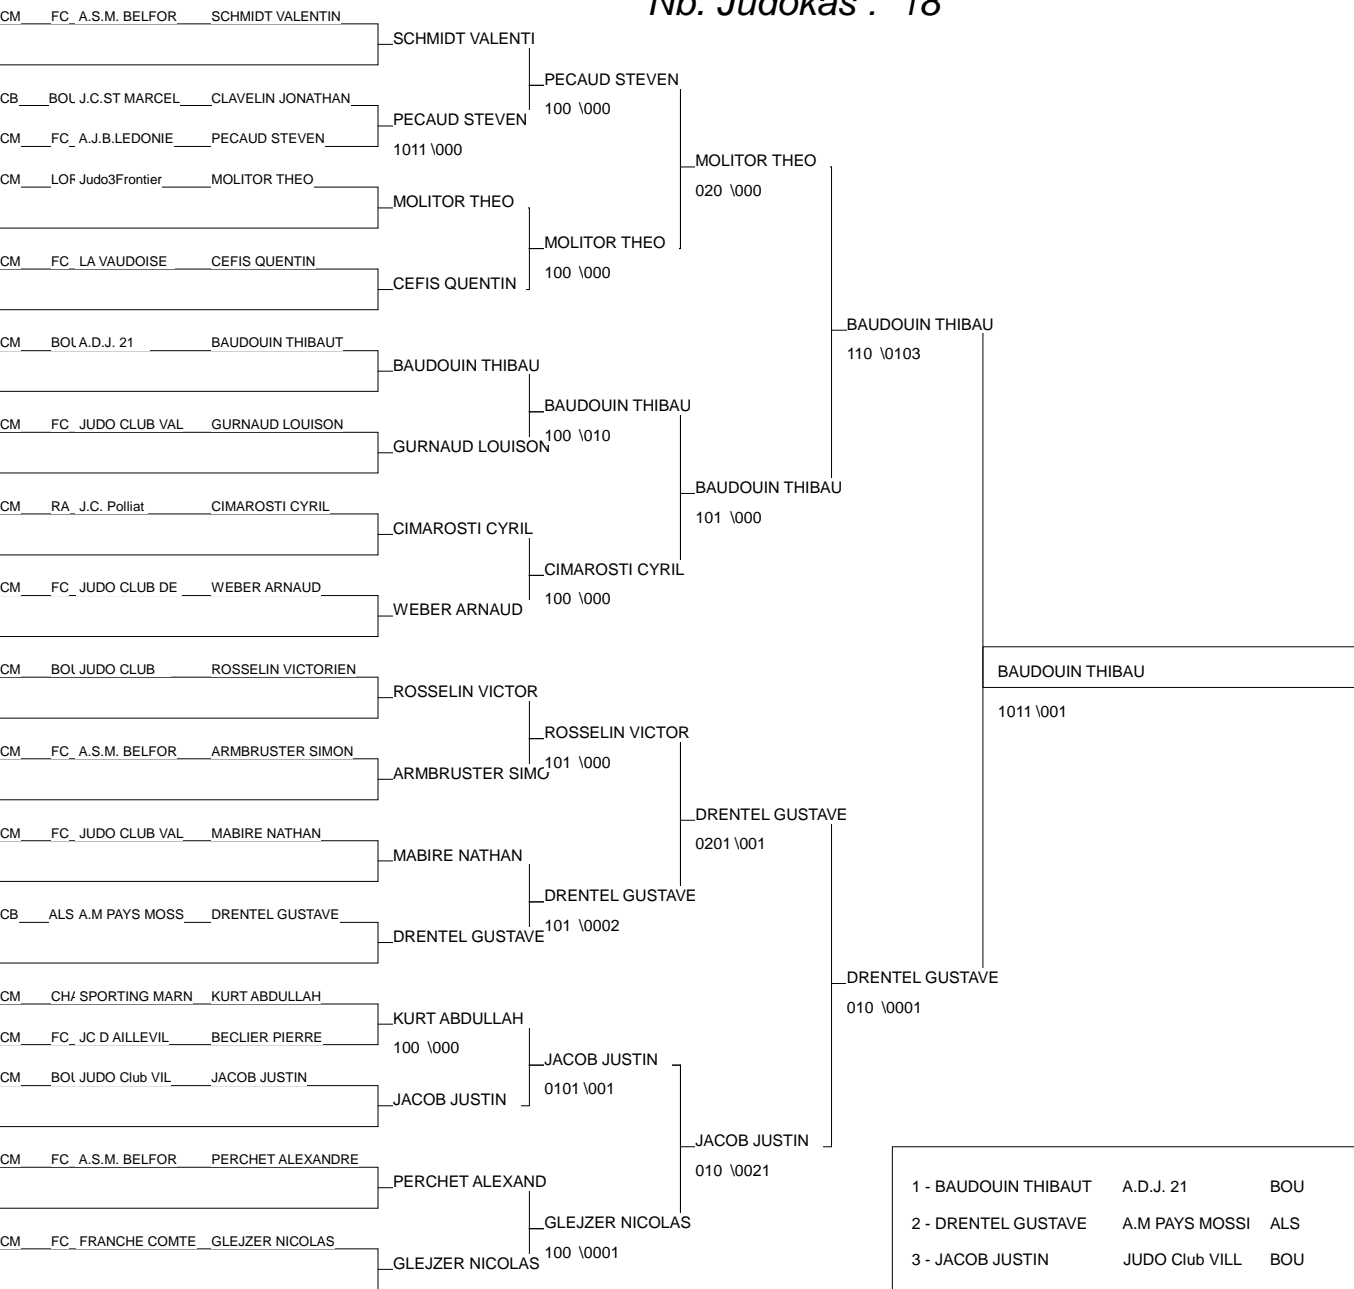 Nb. Judokas : 18
CM FC A.S.M. BELFOR SCHMIDT VALENTIN
SCHMIDT VALENTI
PECAUD STEVEN
100 \000
CB BOU J.C.ST MARCEL CLAVELIN JONATHAN
PECAUD STEVEN
1011 \000
CM FC A.J.B.LEDONIE PECAUD STEVEN
MOLITOR THEO
020 \000
CM LOR Judo3Frontier MOLITOR THEO
MOLITOR THEO
MOLITOR THEO
100 \000
CM FC LA VAUDOISE CEFIS QUENTIN
CEFIS QUENTIN
BAUDOUIN THIBAU
110 \0103
CM BOU A.D.J. 21 BAUDOUIN THIBAUT
BAUDOUIN THIBAU
BAUDOUIN THIBAU
100 \010
CM FC JUDO CLUB VAL GURNAUD LOUISON
GURNAUD LOUISON
BAUDOUIN THIBAU
101 \000
CM RA J.C. Polliat CIMAROSTI CYRIL
CIMAROSTI CYRIL
CIMAROSTI CYRIL
100 \000
CM FC JUDO CLUB DE WEBER ARNAUD
WEBER ARNAUD
BAUDOUIN THIBAU
1011 \001
CM BOU JUDO CLUB ROSSELIN VICTORIEN
ROSSELIN VICTOR
ROSSELIN VICTOR
101 \000
CM FC A.S.M. BELFOR ARMBRUSTER SIMON
ARMBRUSTER SIMO
DRENTEL GUSTAVE
0201 \001
CM FC JUDO CLUB VAL MABIRE NATHAN
MABIRE NATHAN
DRENTEL GUSTAVE
101 \0002
CB ALS A.M PAYS MOSS DRENTEL GUSTAVE
DRENTEL GUSTAVE
DRENTEL GUSTAVE
010 \0001
CM CHA SPORTING MARN KURT ABDULLAH
KURT ABDULLAH
100 \000
CM FC JC D AILLEVIL BECLIER PIERRE
JACOB JUSTIN
0101 \001
CM BOU JUDO Club VIL JACOB JUSTIN
JACOB JUSTIN
JACOB JUSTIN
010 \0021
CM FC A.S.M. BELFOR PERCHET ALEXANDRE
PERCHET ALEXAND
GLEJZER NICOLAS
100 \0001
CM FC FRANCHE COMTE GLEJZER NICOLAS
GLEJZER NICOLAS
1 - BAUDOUIN THIBAUT A.D.J. 21 BOU
2 - DRENTEL GUSTAVE A.M PAYS MOSSI ALS
3 - JACOB JUSTIN JUDO Club VILL BOU